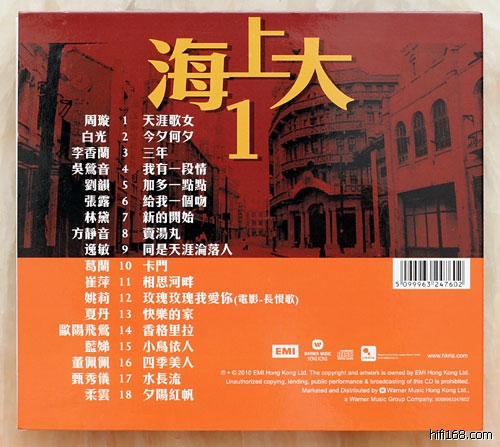 大上海
1
周璇 1 天涯歌女
白光 2 今夕何夕
李香蘭 3 三年
吳鶯音 4 我有一段情
劉韻 5 加多一點點
張露 6 給我一個吻
林黛 7 新的開始
方靜音 8 賣湯丸
逸敏 9 同是天涯淪落人
葛蘭 10 卡門
崔萍 11 相思河畔
姚莉 12 玫瑰玫瑰我愛你(電影-長恨歌)
夏丹 13 快樂的家
歐陽飛鶯 14 香格里拉
藍娣 15 小鳥依人
董佩佩 16 四季美人
甄秀儀 17 水長流
柔雲 18 夕陽紅帆
5 099963 247602
EMI
WARNER MUSIC
HONG KONG
www.hkria.com
℗ + © 2010 EMI Hong Kong Ltd. The copyright and artwork is owned by EMI Hong Kong Ltd.
Unauthorized copying, lending, public performance & broadcasting of this CD is prohibited.
Marketed and Distributed by Warner Music Hong Kong Ltd.,
a Warner Music Group Company. 5099963247602
hifi168.com